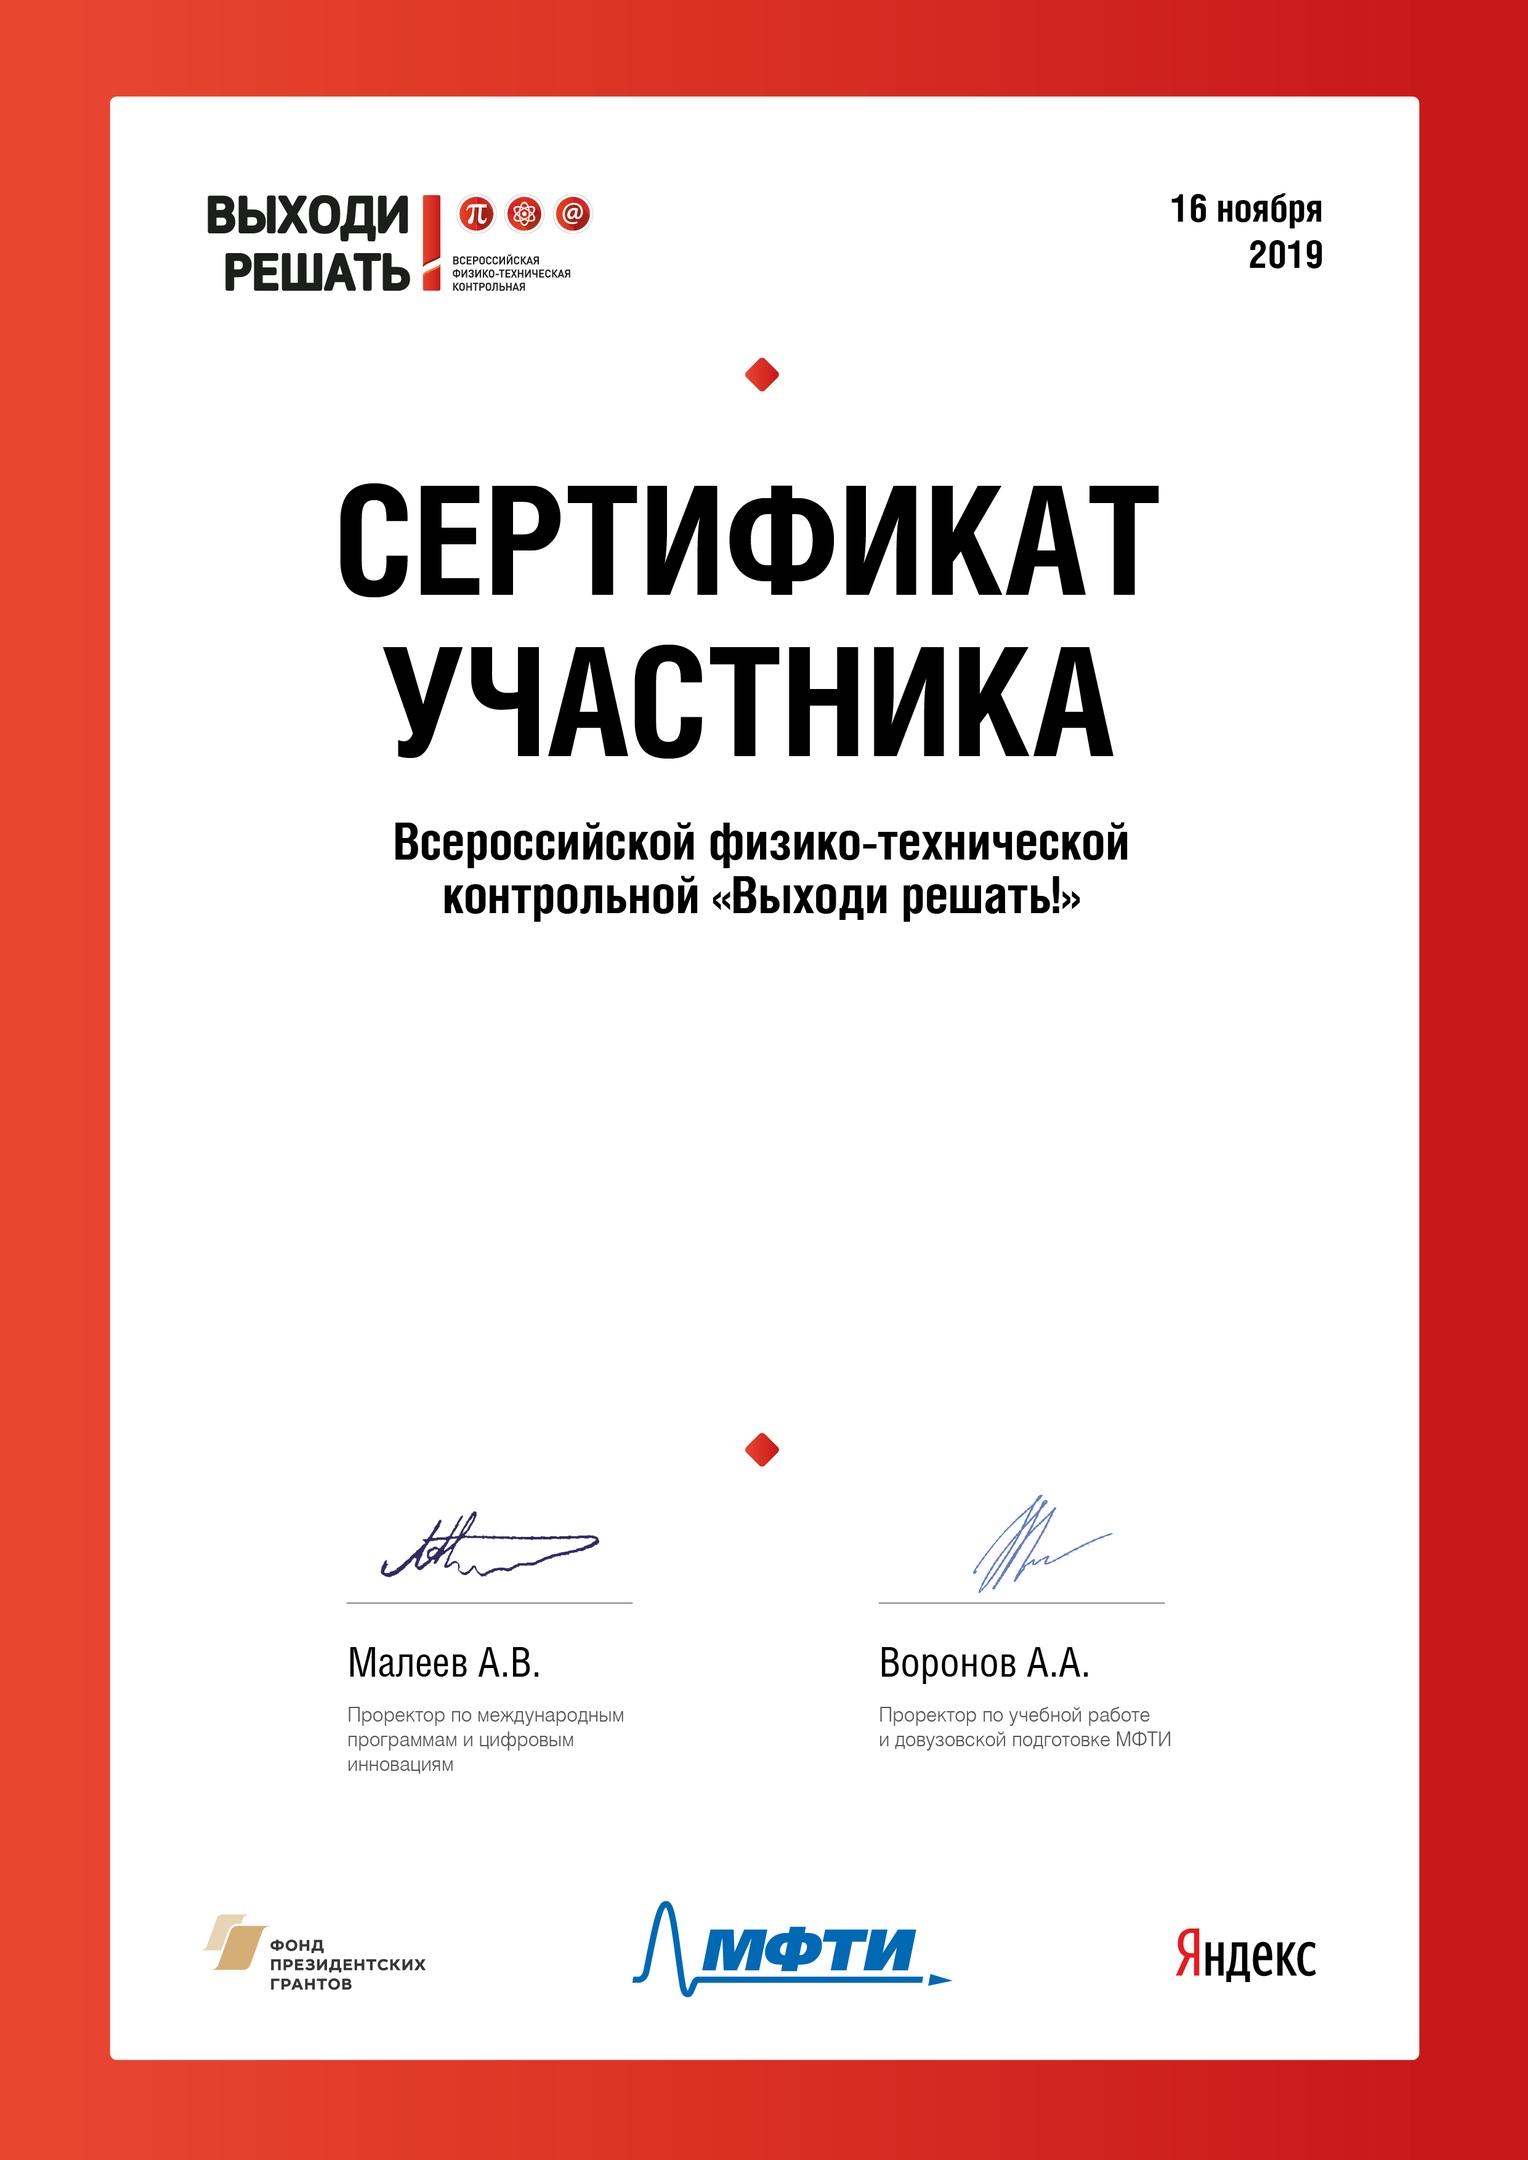 ВЫХОДИ
РЕШАТЬ!
π @
ВСЕРОССИЙСКАЯ
ФИЗИКО-ТЕХНИЧЕСКАЯ
КОНТРОЛЬНАЯ
16 ноября
2019
СЕРТИФИКАТ
УЧАСТНИКА
Всероссийской физико-технической
контрольной «Выходи решать!»
Малеев А.В.
Проректор по международным
программам и цифровым
инновациям
Воронов А.А.
Проректор по учебной работе
и довузовской подготовке МФТИ
ФОНД
ПРЕЗИДЕНТСКИХ
ГРАНТОВ
МФТИ
Яндекс